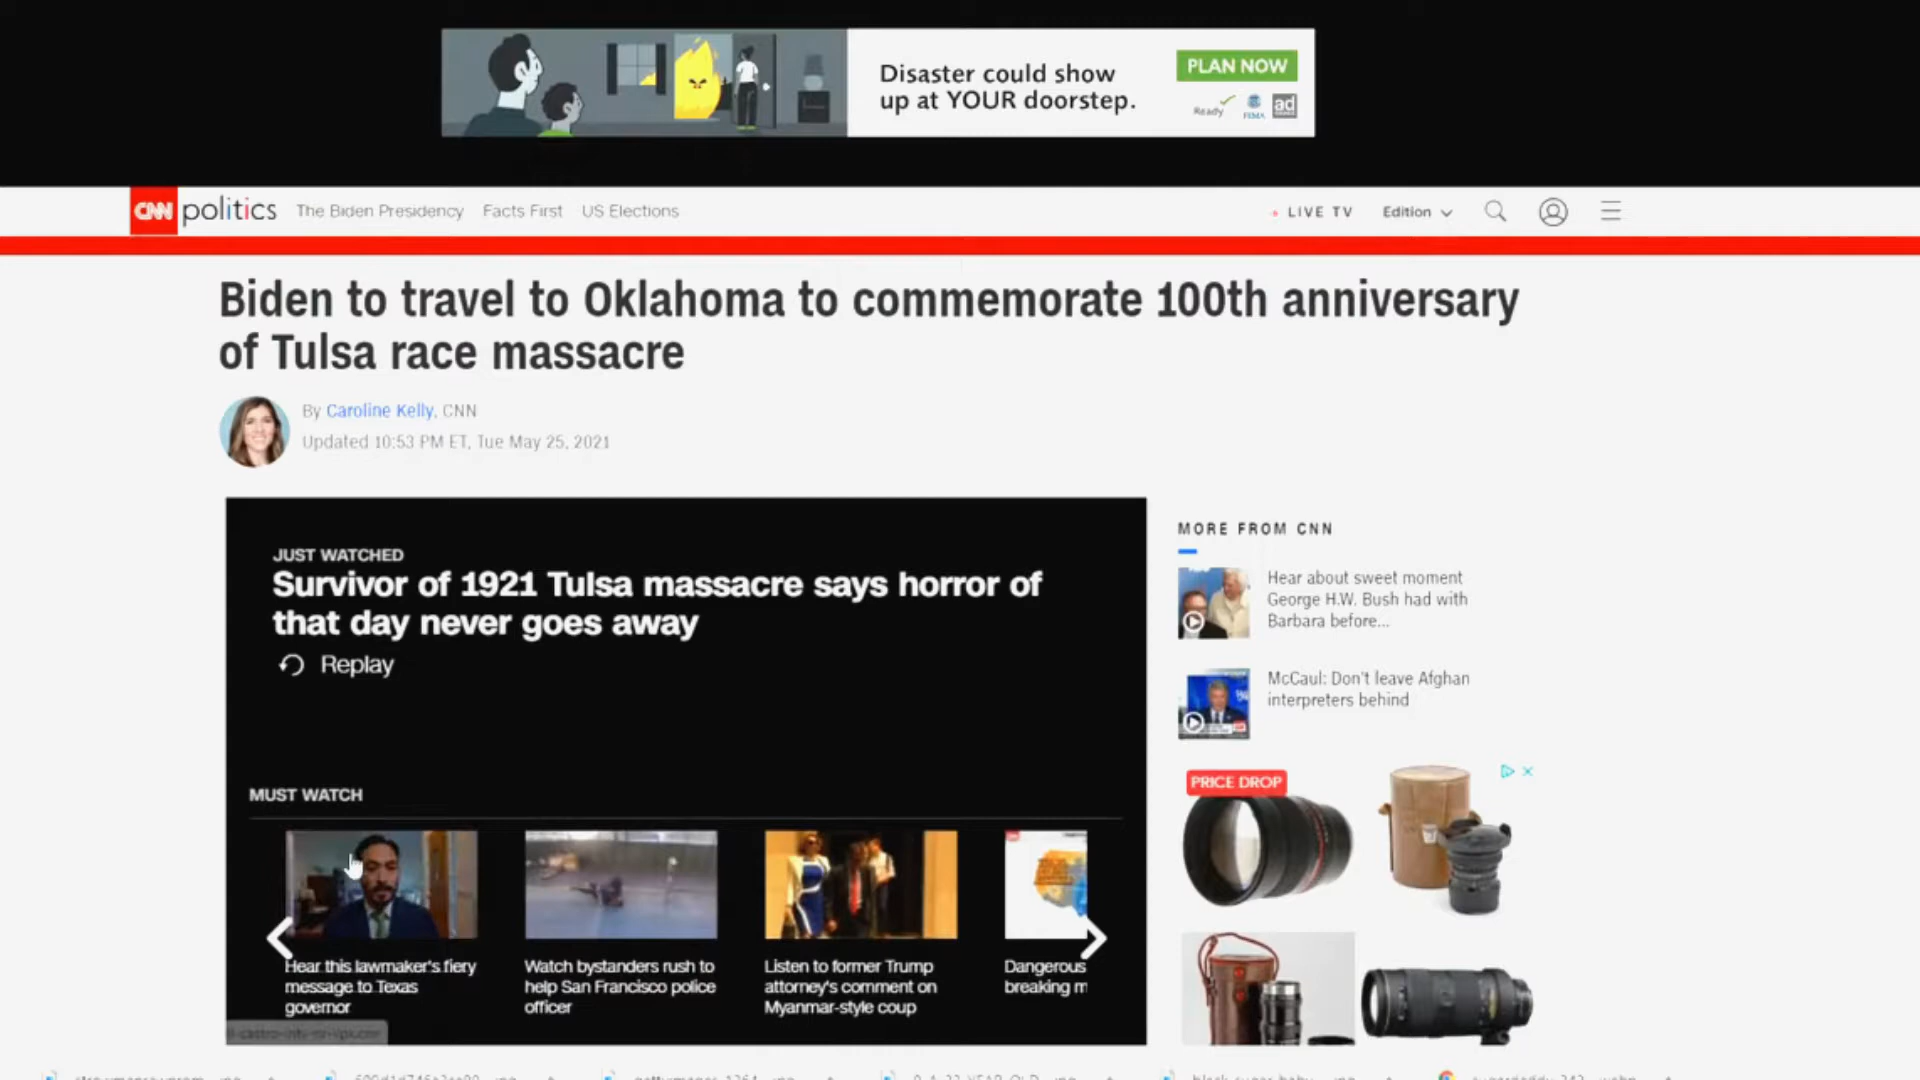 Disaster could show
up at YOUR doorstep.
PLAN NOW
Ready
FEMA
ad
CNN politics
The Biden Presidency
Facts First
US Elections
LIVE TV
Edition
Biden to travel to Oklahoma to commemorate 100th anniversary
of Tulsa race massacre
By Caroline Kelly, CNN
Updated 10:53 PM ET, Tue May 25, 2021
JUST WATCHED
Survivor of 1921 Tulsa massacre says horror of
that day never goes away
Replay
MUST WATCH
Hear this lawmaker's fiery
message to Texas
governor
Watch bystanders rush to
help San Francisco police
officer
Listen to former Trump
attorney's comment on
Myanmar-style coup
Dangerous
breaking m
MORE FROM CNN
Hear about sweet moment
George H.W. Bush had with
Barbara before...
McCaul: Don't leave Afghan
interpreters behind
PRICE DROP